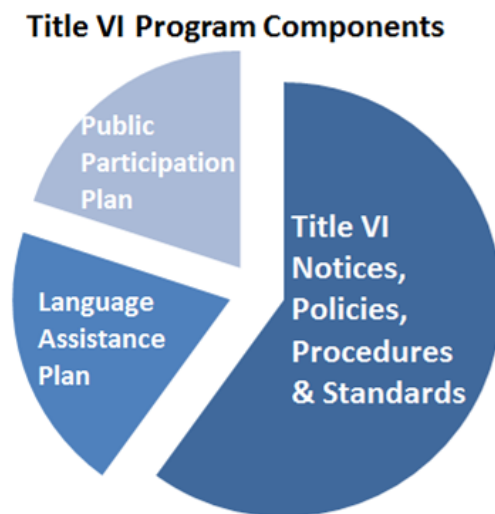 Title VI Program Components
Public
Participation
Plan
Language
Assistance
Plan
Title VI
Notices,
Policies,
Procedures
& Standards